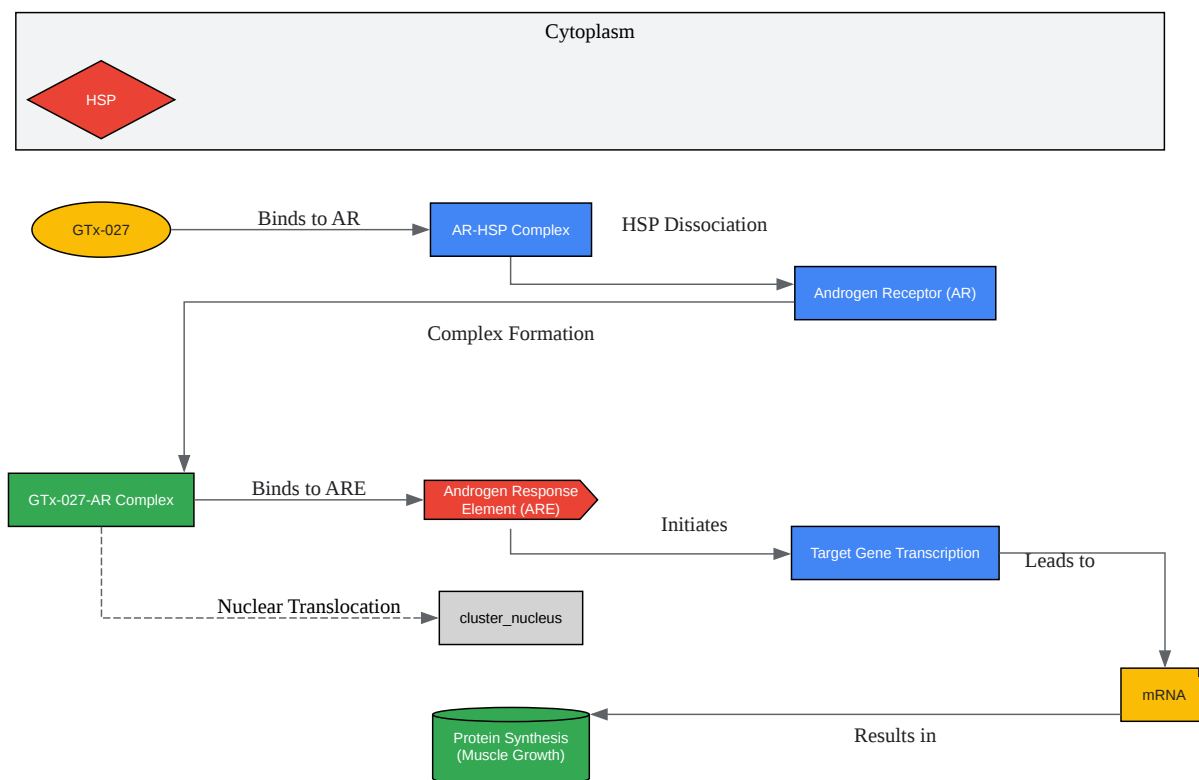 Cytoplasm
HSP
GTx-027
Binds to AR
AR-HSP Complex
HSP Dissociation
Androgen Receptor (AR)
Complex Formation
GTx-027-AR Complex
Binds to ARE
Androgen Response
Element (ARE)
Initiates
Target Gene Transcription
Leads to
Nuclear Translocation
cluster_nucleus
mRNA
Protein Synthesis
(Muscle Growth)
Results in